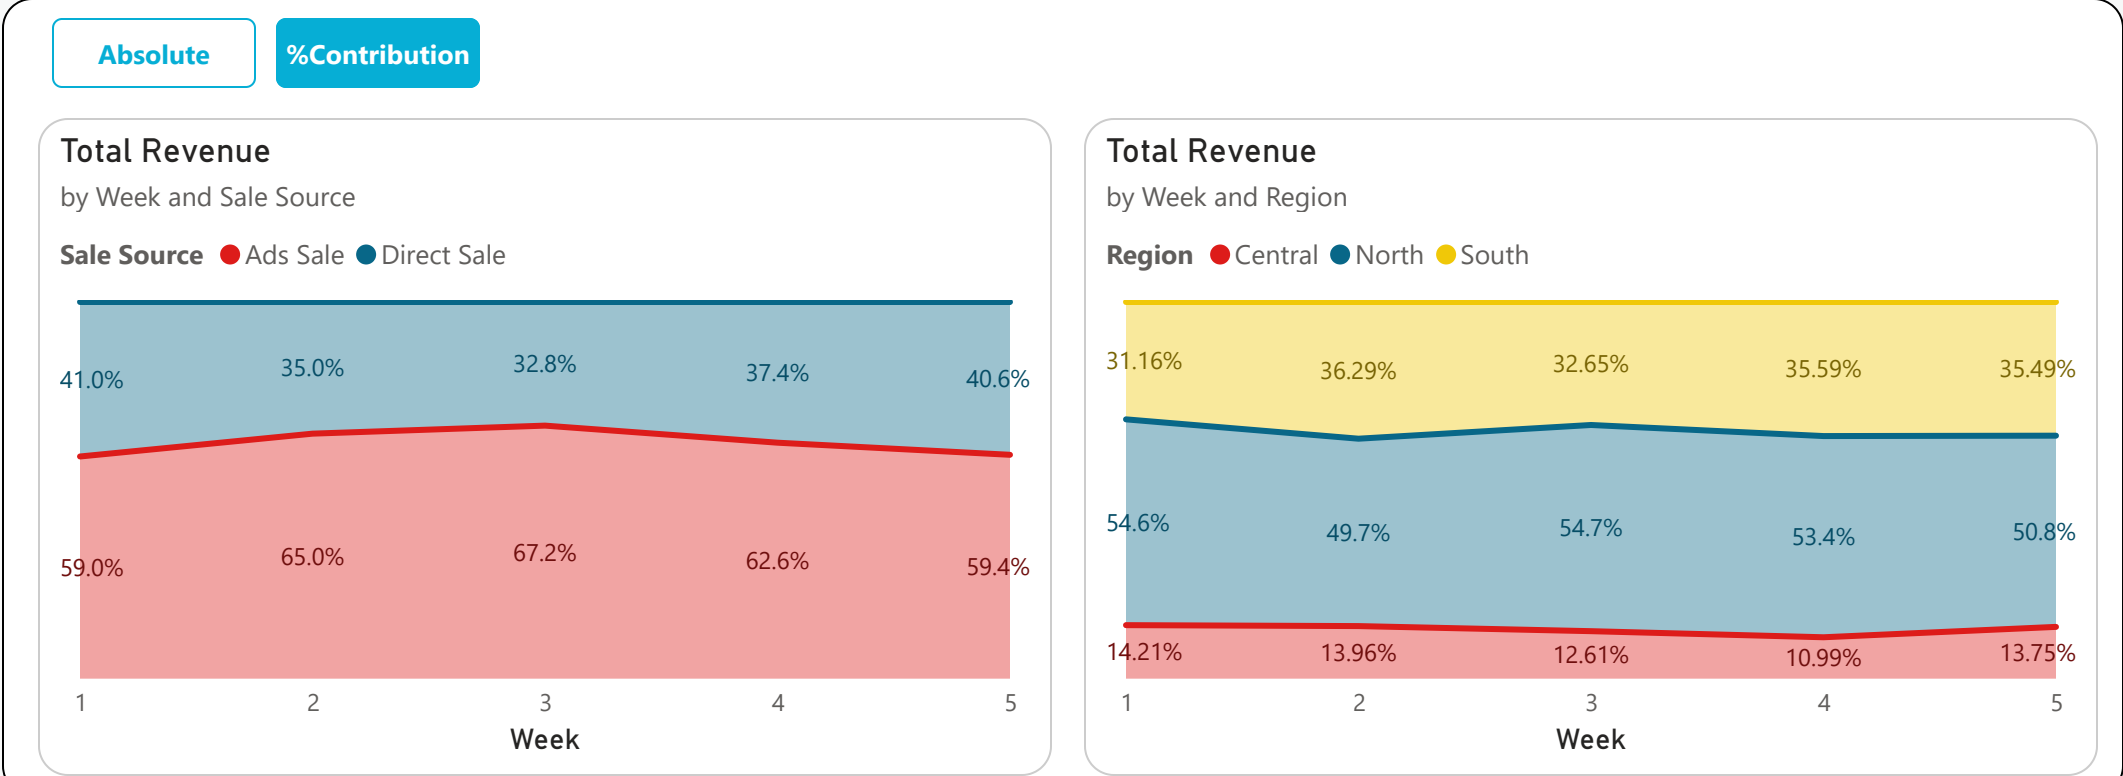 Absolute
%Contribution
Total Revenue
by Week and Sale Source
Sale Source Ads Sale Direct Sale
41.0% 35.0% 32.8% 37.4% 40.6%
59.0% 65.0% 67.2% 62.6% 59.4%
1 2 3 4 5
Week
Total Revenue
by Week and Region
Region Central North South
31.16% 36.29% 32.65% 35.59% 35.49%
54.6% 49.7% 54.7% 53.4% 50.8%
14.21% 13.96% 12.61% 10.99% 13.75%
1 2 3 4 5
Week